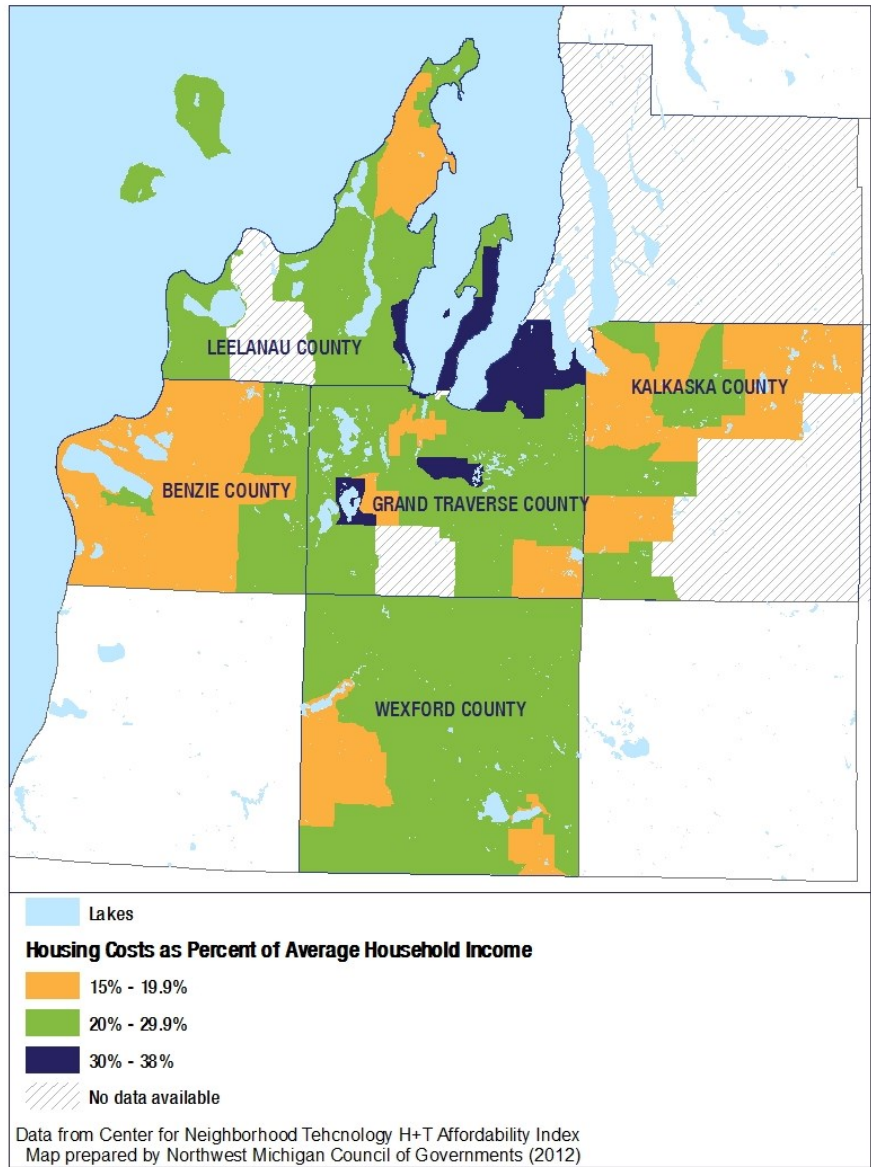 LEELANAU COUNTY
KALKASKA COUNTY
BENZIE COUNTY
GRAND TRAVERSE COUNTY
WEXFORD COUNTY
Lakes
Housing Costs as Percent of Average Household Income
15% - 19.9%
20% - 29.9%
30% - 38%
No data available
Data from Center for Neighborhood Tehcnology H+T Affordability Index
Map prepared by Northwest Michigan Council of Governments (2012)